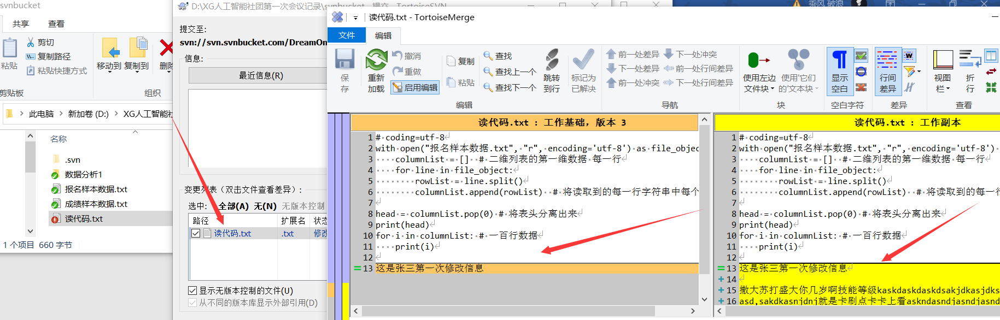 svnbucket
共享
查看
粘贴
剪切
复制路径
粘贴快捷方式
移动到
复制到
删除
剪贴板
组织
此电脑 > 新加卷 (D:) > XG人工智能社
名称
.svn
数据分析1
报名样本数据.txt
成绩样本数据.txt
读代码.txt
1 个项目 660 字节
D:\XG人工智能社团第一次会议记录\svnbucket - 提交 - TortoiseSVN
提交至:
svn://svn.svnbucket.com/DreamOn
信息:
最近信息(R)
变更列表（双击文件查看差异）:
选中: 全部(A) 无(N) 无版本控制
路径 扩展名 状态
读代码.txt .txt 修改
显示无版本控制的文件(U)
从不同的版本库显示外部引用(D)
乘风 破浪
读代码.txt - TortoiseMerge
文件
编辑
保存
重新加载
撤消
重做
启用编辑
复制
粘贴
查找
查找上一个
查找下一个
跳转到行
标记为已解决
编辑
前一处差异
下一处差异
前一处冲突
下一处冲突
前一处行间差异
下一处行间差异
导航
使用左边文件块
使用'它们的'文本块
块
显示空白
空白字符
行间差异
差异
视图栏
折行
查看
读代码.txt : 工作基础, 版本 3
1 # coding=utf-8
2 with open("报名样本数据.txt", "r", encoding='utf-8') as file_objec
3 columnList = [] # 二维列表的第一维数据 每一行
4 for line in file_object:
5 rowList = line.split()
6 columnList.append(rowList) # 将读取到的每一行字符串中每个
7
8 head = columnList.pop(0) # 将表头分离出来
9 print(head)
10 for i in columnList: # 一百行数据
11 print(i)
12
13 这是张三第一次修改信息
读代码.txt : 工作副本
1 # coding=utf-8
2 with open("报名样本数据.txt", "r", encoding='utf-8')
3 columnList = [] # 二维列表的第一维数据 每一行
4 for line in file_object:
5 rowList = line.split()
6 columnList.append(rowList) # 将读取到的每一行
7
8 head = columnList.pop(0) # 将表头分离出来
9 print(head)
10 for i in columnList: # 一百行数据
11 print(i)
12
13 这是张三第一次修改信息
14
15 撒大苏打盛大你几岁啊技能等级kaskdaskdaskdsakjdkasjdks
16 asd,sakdkasnjdnj就是卡刷点卡卡上看askndasndjasndjasnd